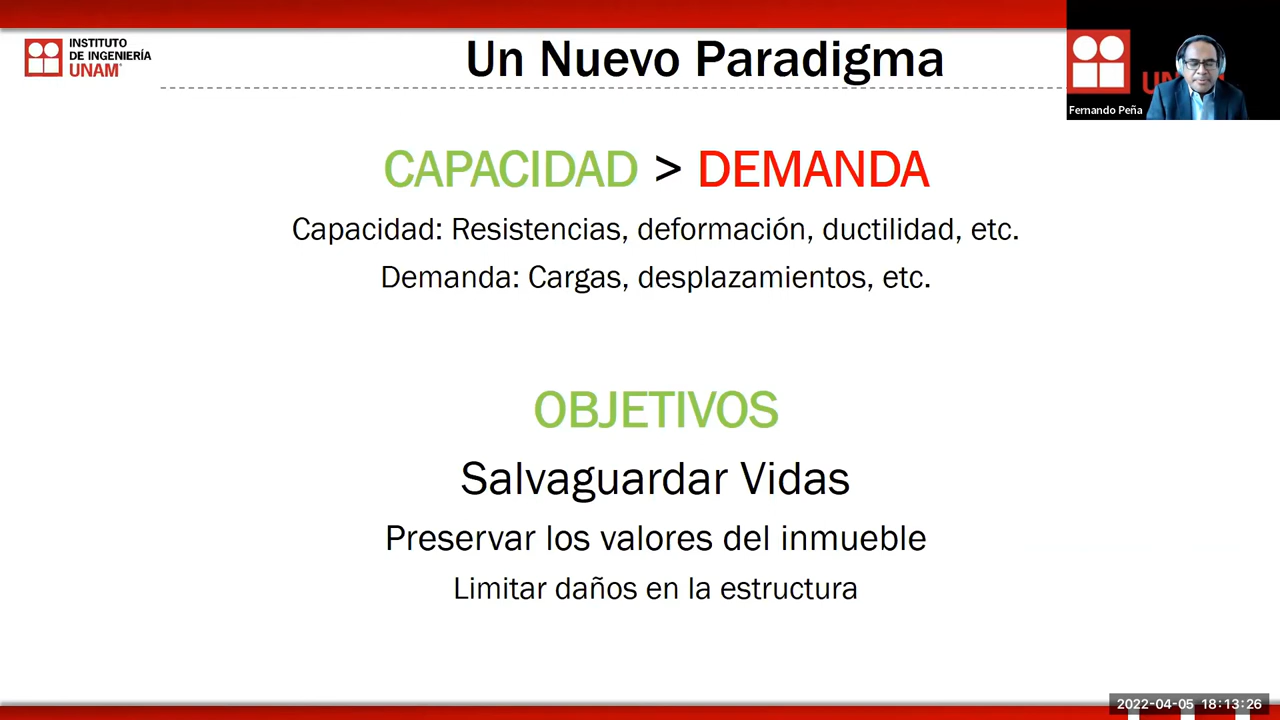 INSTITUTO
DE INGENIERÍA
UNAM
Un Nuevo Paradigma
Fernando Peña
CAPACIDAD > DEMANDA
Capacidad: Resistencias, deformación, ductilidad, etc.
Demanda: Cargas, desplazamientos, etc.
OBJETIVOS
Salvaguardar Vidas
Preservar los valores del inmueble
Limitar daños en la estructura
2022-04-05 18:13:26